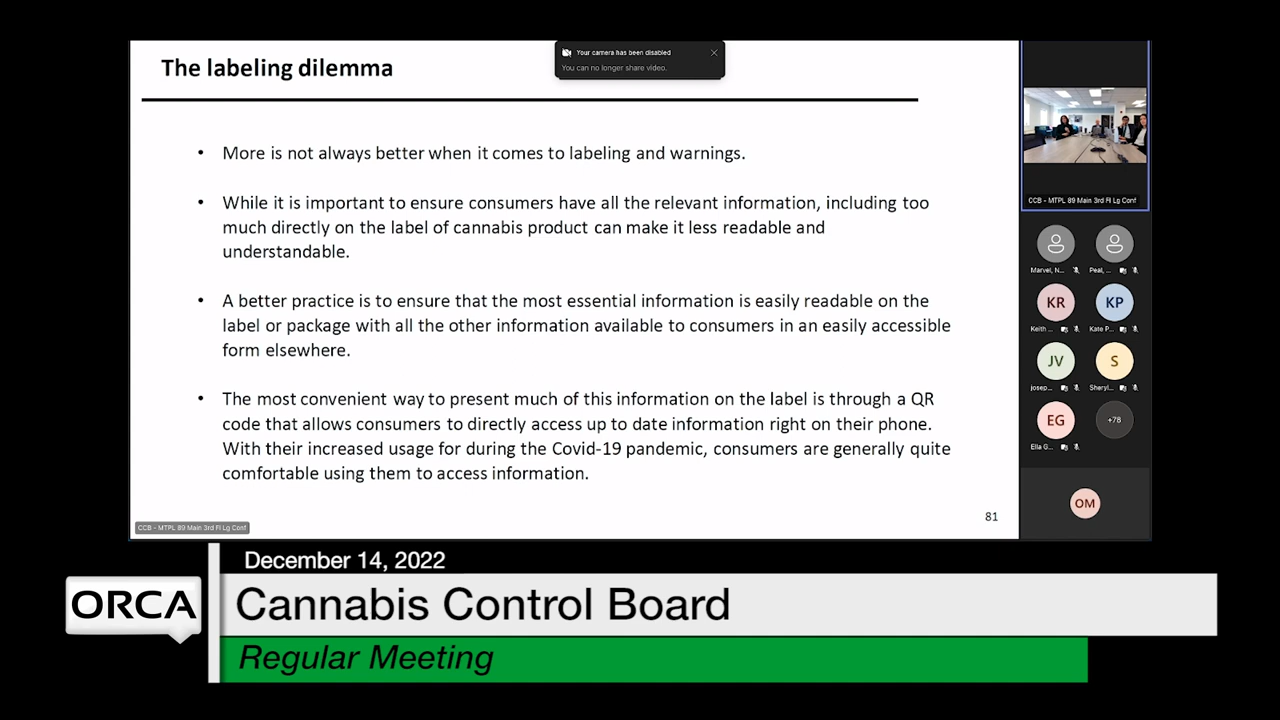 The labeling dilemma
Your camera has been disabled
You can no longer share video.
• More is not always better when it comes to labeling and warnings.
• While it is important to ensure consumers have all the relevant information, including too
much directly on the label of cannabis product can make it less readable and
understandable.
• A better practice is to ensure that the most essential information is easily readable on the
label or package with all the other information available to consumers in an easily accessible
form elsewhere.
• The most convenient way to present much of this information on the label is through a QR
code that allows consumers to directly access up to date information right on their phone.
With their increased usage for during the Covid-19 pandemic, consumers are generally quite
comfortable using them to access information.
81
CCB - MTPL 89 Main 3rd Fl Lg Conf
CCB - MTPL 89 Main 3rd Fl Lg Conf
Marvel, N...
Peal, ...
KR
KP
Keith ...
Kate P...
JV
S
josep...
Sheryl...
EG
+78
Ella G...
OM
December 14, 2022
ORCA
Cannabis Control Board
Regular Meeting